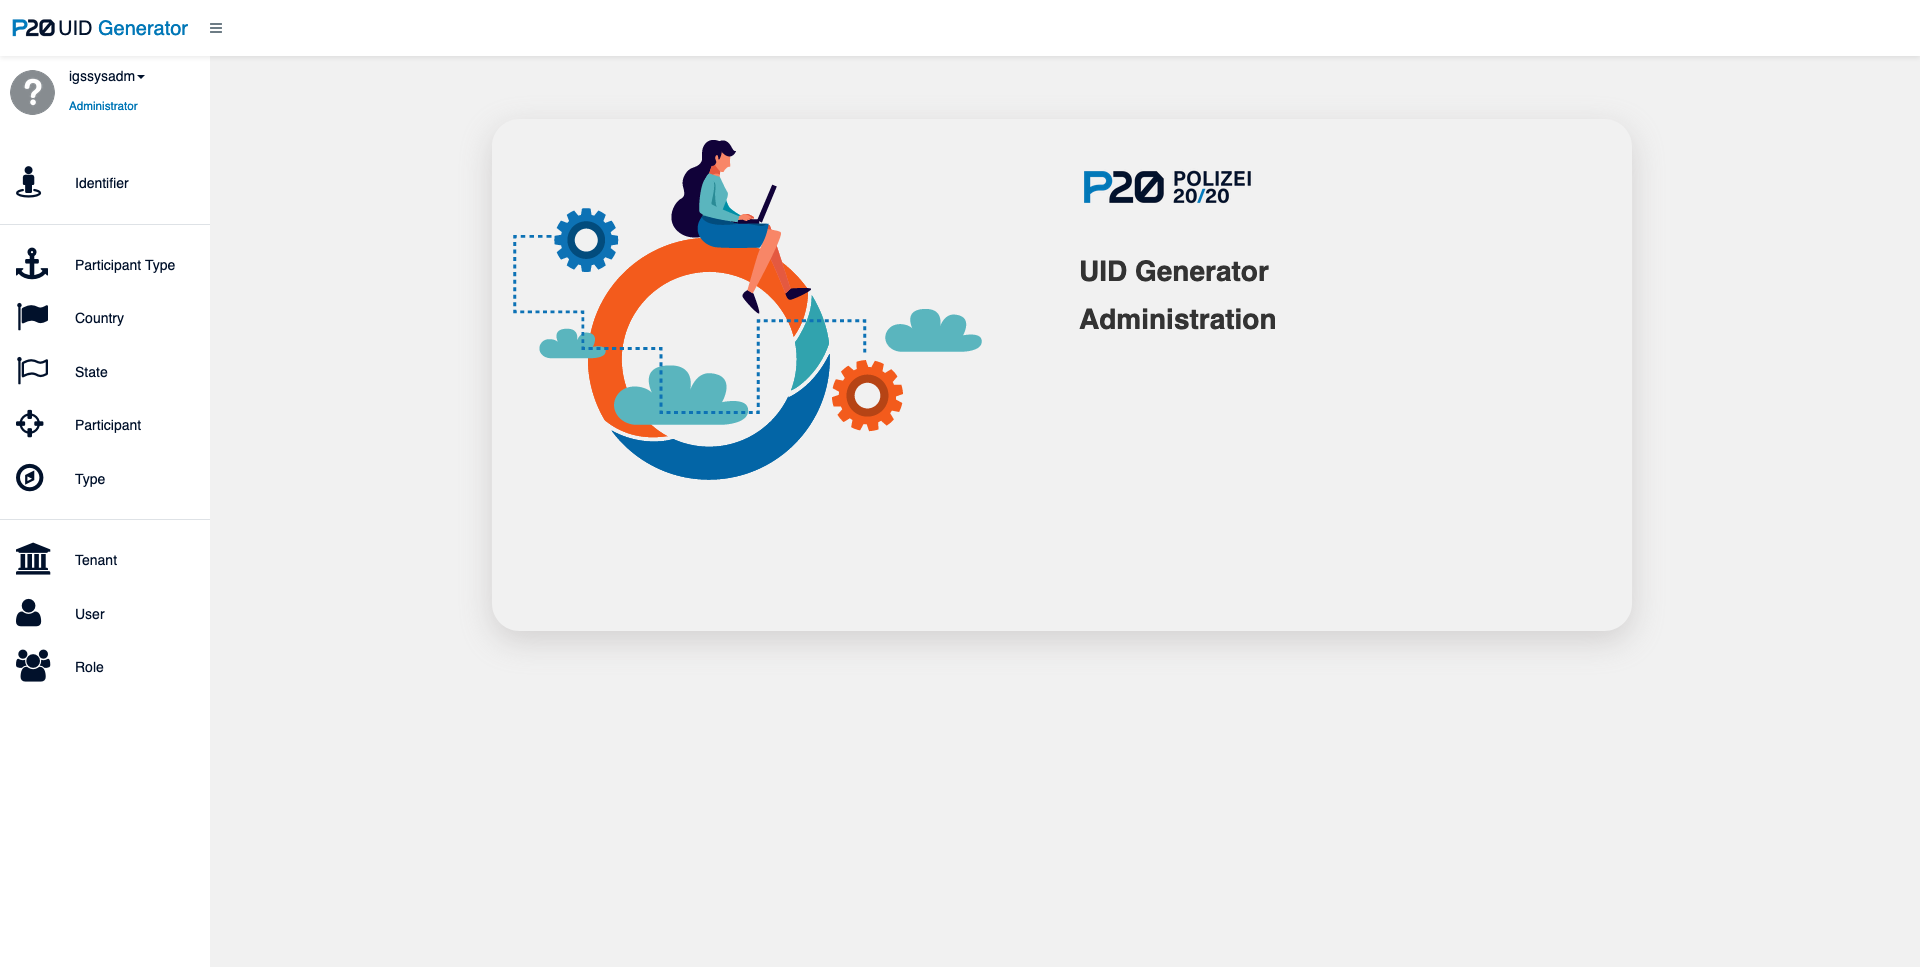 P20 UID Generator
igssysadm
Administrator
Identifier
Participant Type
Country
State
Participant
Type
Tenant
User
Role
P20 POLIZEI
20/20
UID Generator
Administration